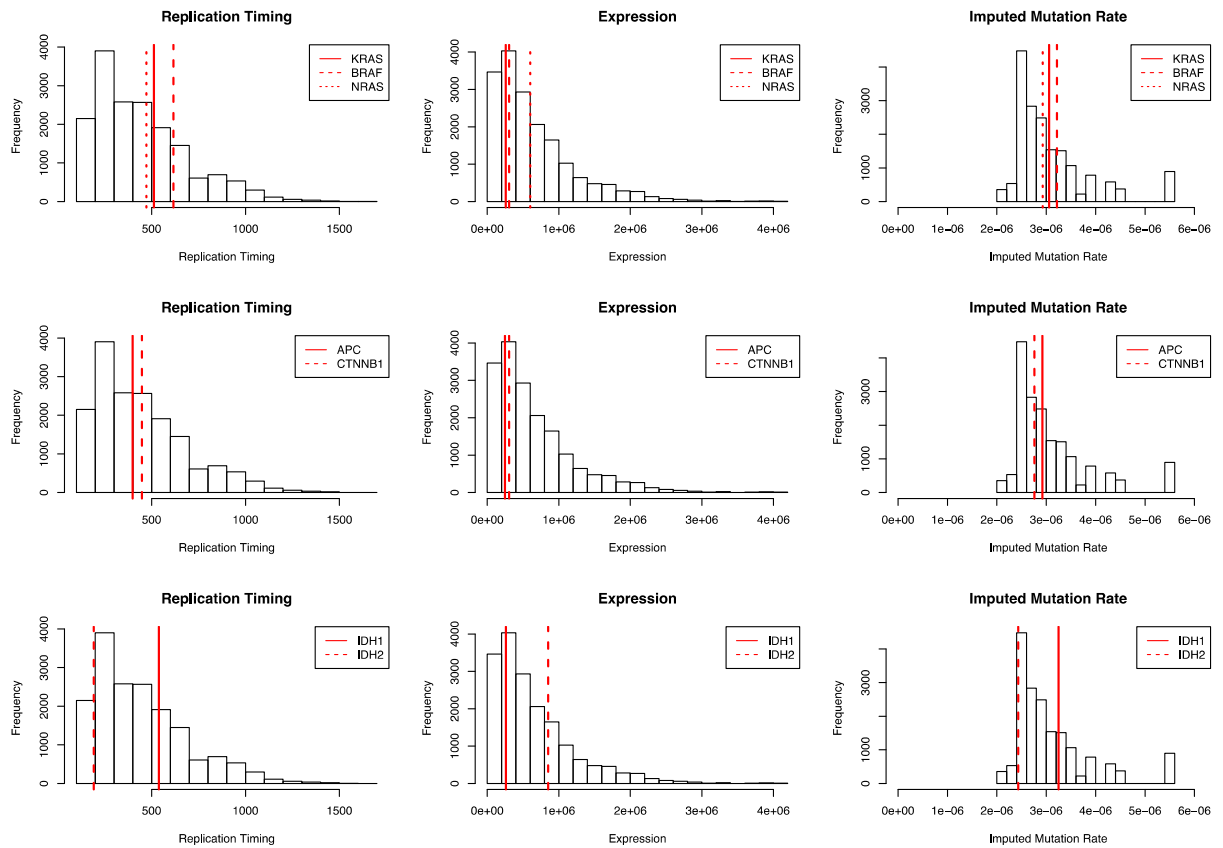 Replication Timing
Expression
Imputed Mutation Rate
Frequency
0
1000
2000
3000
4000
KRAS
BRAF
NRAS
500
1000
1500
Replication Timing
Frequency
0
1000
2000
3000
4000
KRAS
BRAF
NRAS
0e+00
1e+06
2e+06
3e+06
4e+06
Expression
Frequency
0
1000
3000
KRAS
BRAF
NRAS
0e+00
1e-06
2e-06
3e-06
4e-06
5e-06
6e-06
Imputed Mutation Rate
Replication Timing
Expression
Imputed Mutation Rate
Frequency
0
1000
2000
3000
4000
APC
CTNNB1
500
1000
1500
Replication Timing
Frequency
0
1000
2000
3000
4000
APC
CTNNB1
0e+00
1e+06
2e+06
3e+06
4e+06
Expression
Frequency
0
1000
3000
APC
CTNNB1
0e+00
1e-06
2e-06
3e-06
4e-06
5e-06
6e-06
Imputed Mutation Rate
Replication Timing
Expression
Imputed Mutation Rate
Frequency
0
1000
2000
3000
4000
IDH1
IDH2
500
1000
1500
Replication Timing
Frequency
0
1000
2000
3000
4000
IDH1
IDH2
0e+00
1e+06
2e+06
3e+06
4e+06
Expression
Frequency
0
1000
3000
IDH1
IDH2
0e+00
1e-06
2e-06
3e-06
4e-06
5e-06
6e-06
Imputed Mutation Rate